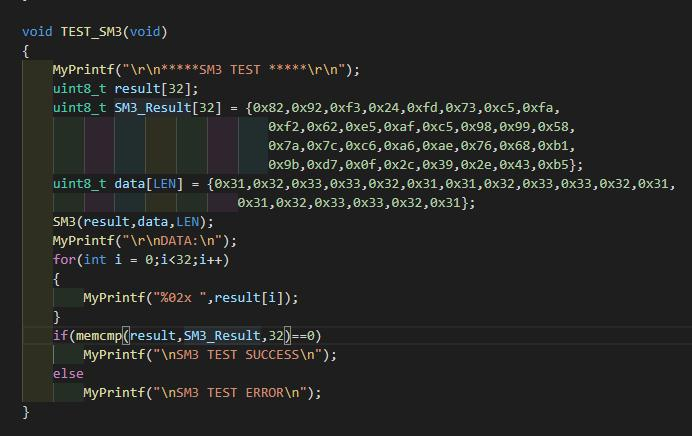 void TEST_SM3(void)
{
MyPrintf("\r\n*****SM3 TEST *****\r\n");
uint8_t result[32];
uint8_t SM3_Result[32] = {0x82,0x92,0xf3,0x24,0xfd,0x73,0xc5,0xfa,
0xf2,0x62,0xe5,0xaf,0xc5,0x98,0x99,0x58,
0x7a,0x7c,0xc6,0xa6,0xae,0x76,0x68,0xb1,
0x9b,0xd7,0x0f,0x2c,0x39,0x2e,0x43,0xb5};
uint8_t data[LEN] = {0x31,0x32,0x33,0x33,0x32,0x31,0x31,0x32,0x33,0x33,0x32,0x31,
0x31,0x32,0x33,0x33,0x32,0x31};
SM3(result,data,LEN);
MyPrintf("\r\nDATA:\n");
for(int i = 0;i<32;i++)
{
MyPrintf("%02x ",result[i]);
}
if(memcmp(result,SM3_Result,32)==0)
MyPrintf("\nSM3 TEST SUCCESS\n");
else
MyPrintf("\nSM3 TEST ERROR\n");
}